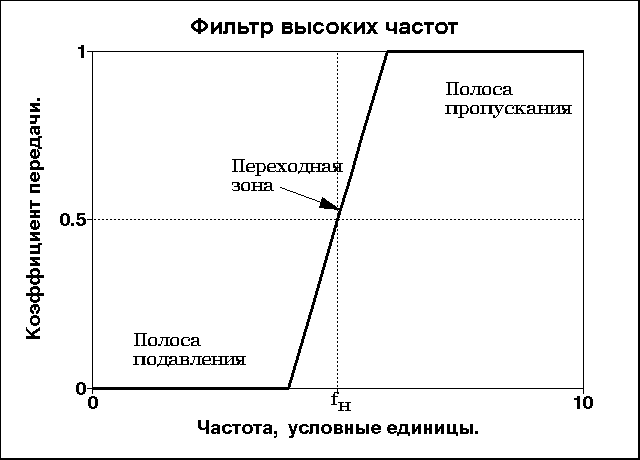 Фильтр высоких частот
1
Полоса
пропускания
Переходная
зона
0.5
Коэффициент передачи.
Полоса
подавления
0
0
fн
10
Частота, условные единицы.